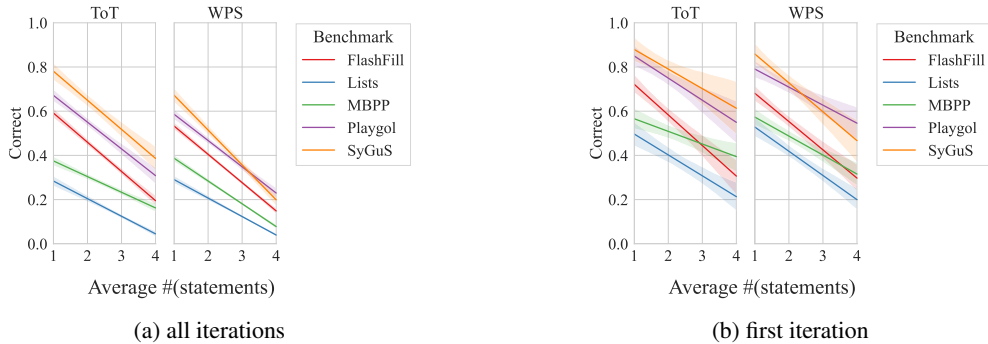 ToT WPS
1.0
0.8
0.6
0.4
0.2
0.0
Correct
1 2 3 4 1 2 3 4
Average #(statements)
Benchmark
FlashFill
Lists
MBPP
Playgol
SyGuS
(a) all iterations
ToT WPS
1.0
0.8
0.6
0.4
0.2
0.0
Correct
1 2 3 4 1 2 3 4
Average #(statements)
Benchmark
FlashFill
Lists
MBPP
Playgol
SyGuS
(b) first iteration